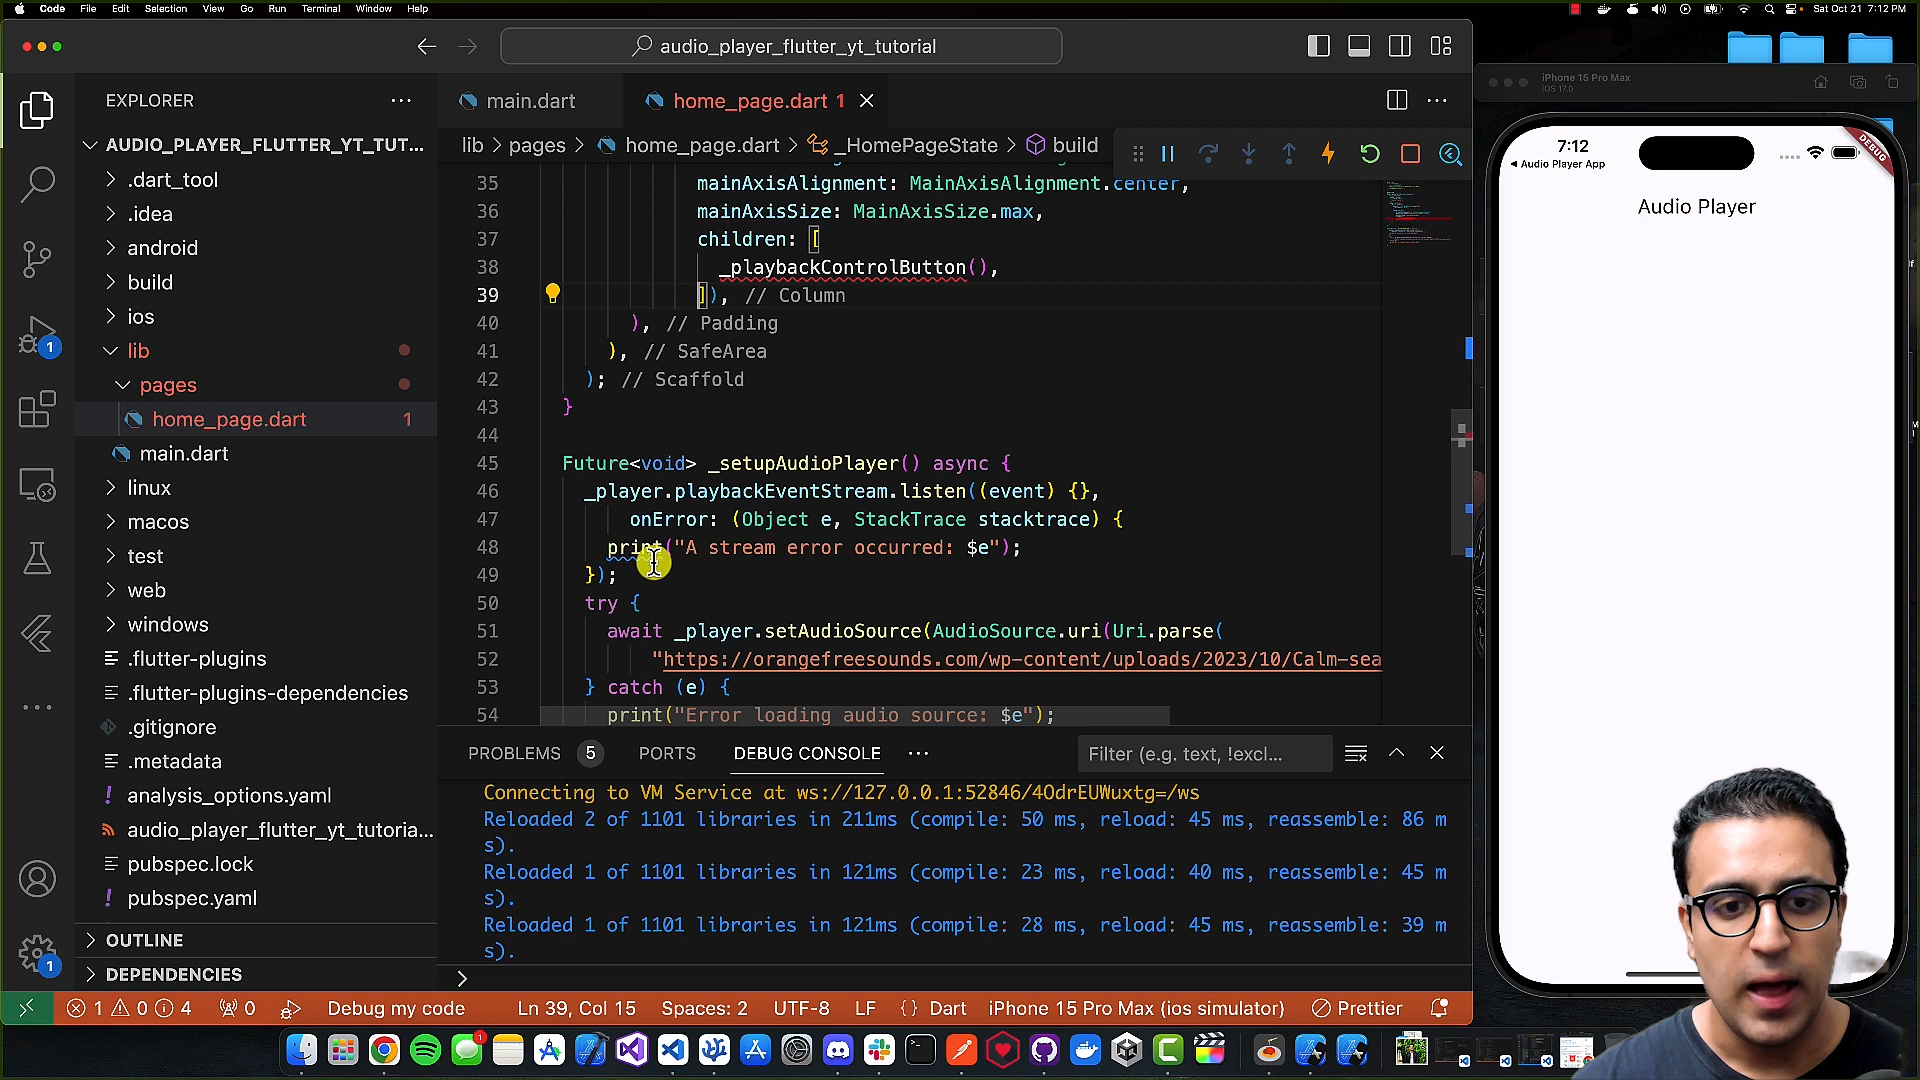 Code File Edit Selection View Go Run Terminal Window Help
Sat Oct 21 7:12 PM
audio_player_flutter_yt_tutorial
EXPLORER
AUDIO_PLAYER_FLUTTER_YT_TUT...
.dart_tool
.idea
android
build
ios
lib
pages
home_page.dart 1
main.dart
linux
macos
test
web
windows
.flutter-plugins
.flutter-plugins-dependencies
.gitignore
.metadata
! analysis_options.yaml
audio_player_flutter_yt_tutoria...
pubspec.lock
! pubspec.yaml
OUTLINE
DEPENDENCIES
1
1
main.dart
home_page.dart 1
lib > pages > home_page.dart > _HomePageState > build
35 mainAxisAlignment: MainAxisAlignment.center,
36 mainAxisSize: MainAxisSize.max,
37 children: [
38 _playbackControlButton(),
39 ]), // Column
40 ), // Padding
41 ), // SafeArea
42 ); // Scaffold
43 }
44
45 Future<void> _setupAudioPlayer() async {
46 _player.playbackEventStream.listen((event) {},
47 onError: (Object e, StackTrace stacktrace) {
48 print("A stream error occurred: $e");
49 });
50 try {
51 await _player.setAudioSource(AudioSource.uri(Uri.parse(
52 "https://orangefreesounds.com/wp-content/uploads/2023/10/Calm-sea
53 } catch (e) {
54 print("Error loading audio source: $e");
PROBLEMS 5 PORTS DEBUG CONSOLE
Filter (e.g. text, !exclude...
Connecting to VM Service at ws://127.0.0.1:52846/4OdrEUWuxtg=/ws
Reloaded 2 of 1101 libraries in 211ms (compile: 50 ms, reload: 45 ms, reassemble: 86 m
s).
Reloaded 1 of 1101 libraries in 121ms (compile: 23 ms, reload: 40 ms, reassemble: 45 m
s).
Reloaded 1 of 1101 libraries in 121ms (compile: 28 ms, reload: 45 ms, reassemble: 39 m
s).
1 0 4 0 Debug my code Ln 39, Col 15 Spaces: 2 UTF-8 LF {} Dart iPhone 15 Pro Max (ios simulator) Prettier
iPhone 15 Pro Max
iOS 17.0
7:12
Audio Player App
DEBUG
Audio Player
1